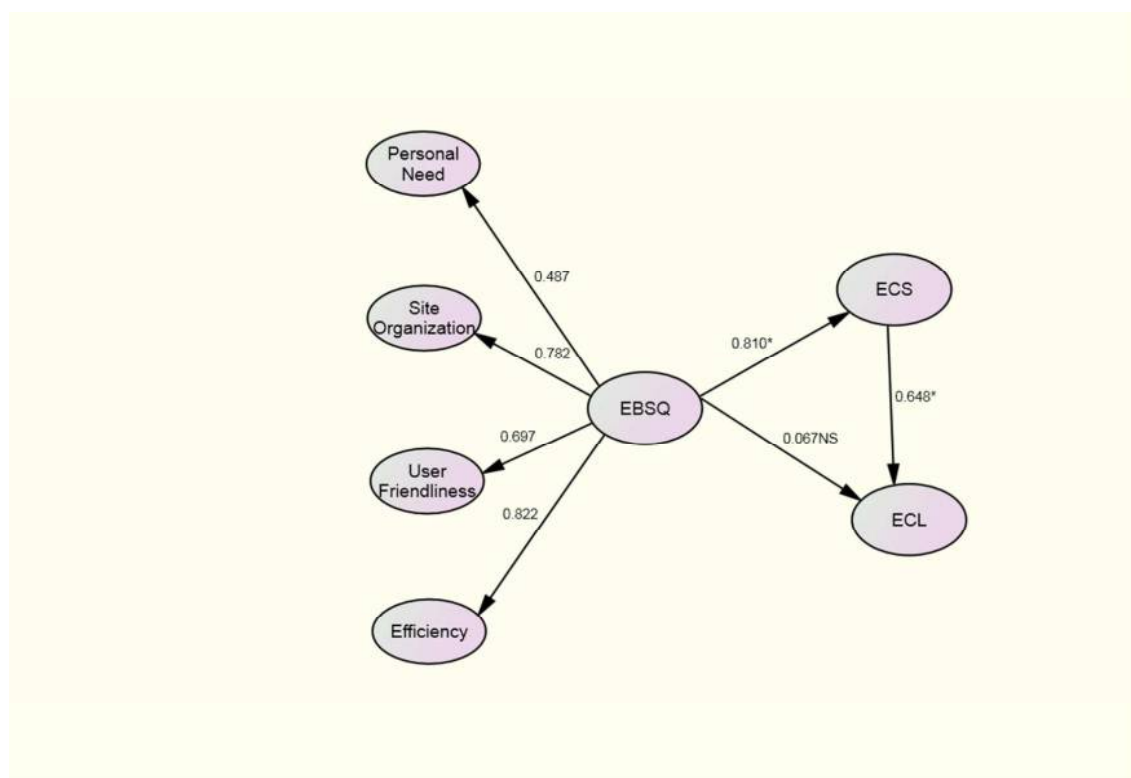 Personal
Need
0.487
Site
Organization
0.782
ECS
0.810*
EBSQ
0.648*
0.067NS
0.697
User
Friendliness
0.822
ECL
Efficiency